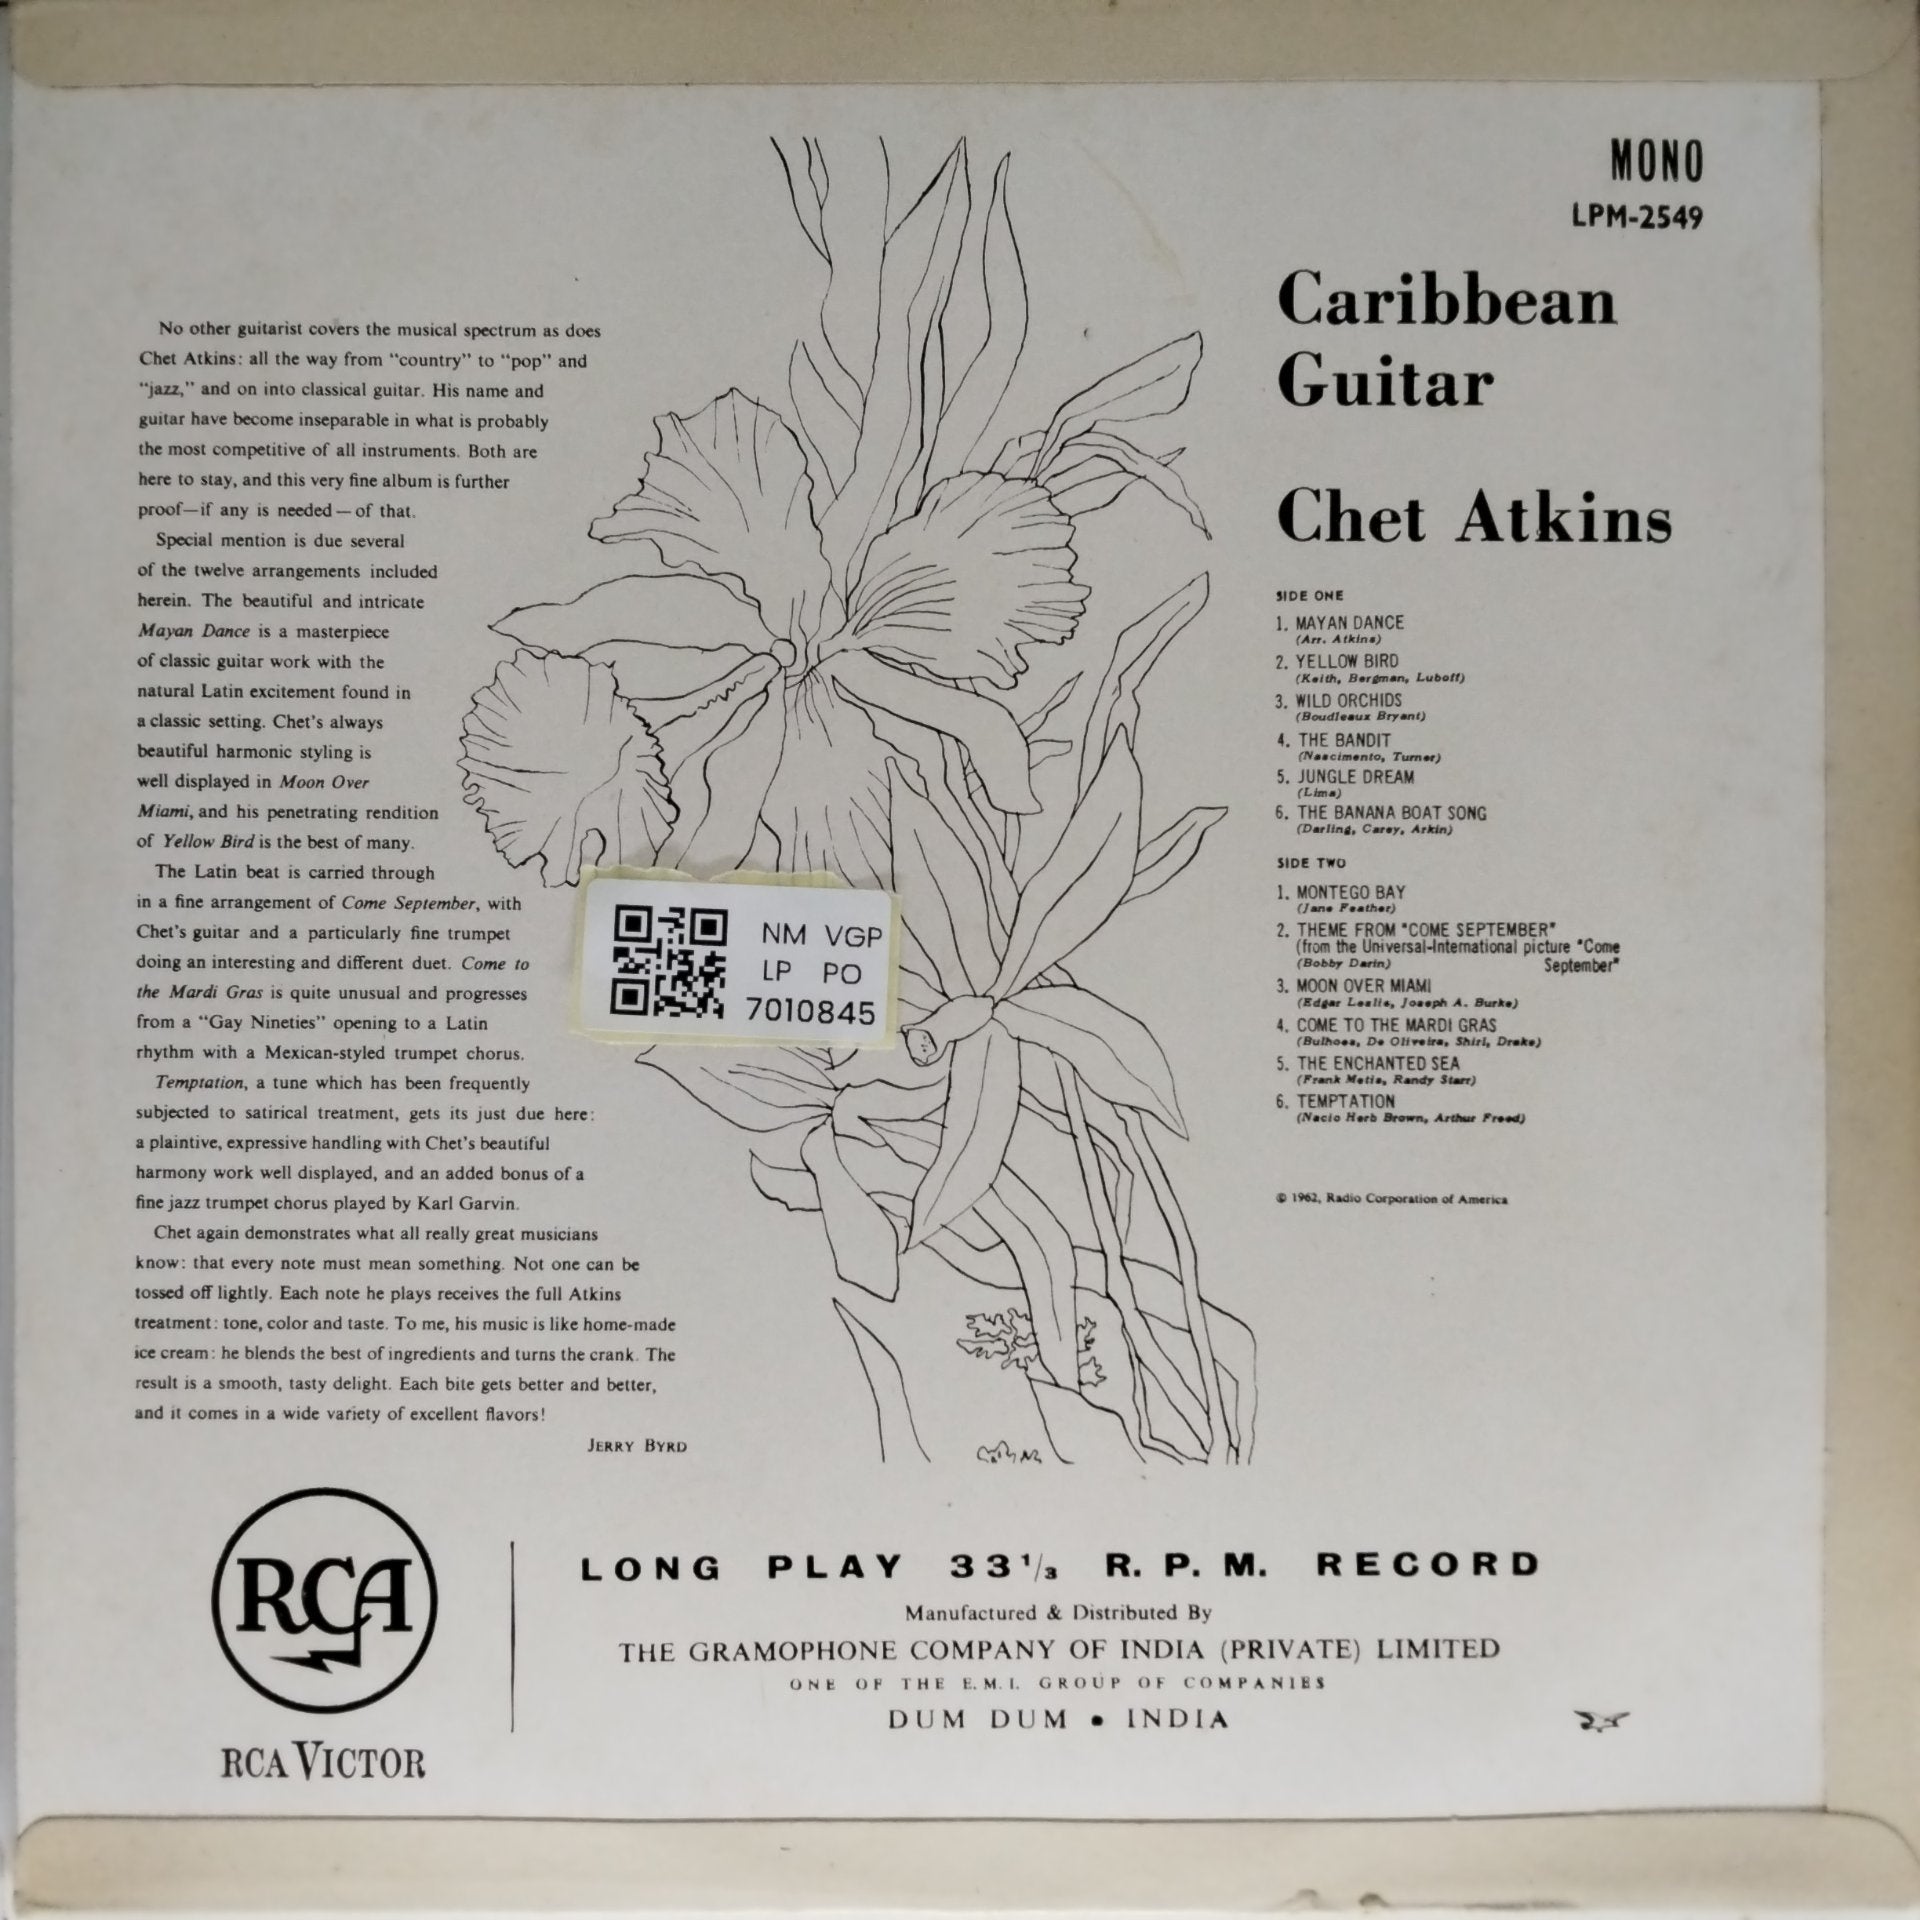 MONO
LPM-2549
Caribbean
Guitar
Chet Atkins
No other guitarist covers the musical spectrum as does
Chet Atkins: all the way from “country” to “pop” and
“jazz,” and on into classical guitar. His name and
guitar have become inseparable in what is probably
the most competitive of all instruments. Both are
here to stay, and this very fine album is further
proof—if any is needed — of that.
Special mention is due several
of the twelve arrangements included
herein. The beautiful and intricate
Mayan Dance is a masterpiece
of classic guitar work with the
natural Latin excitement found in
a classic setting. Chet's always
beautiful harmonic styling is
well displayed in Moon Over
Miami, and his penetrating rendition
of Yellow Bird is the best of many.
The Latin beat is carried through
in a fine arrangement of Come September, with
Chet's guitar and a particularly fine trumpet
doing an interesting and different duet. Come to
the Mardi Gras is quite unusual and progresses
from a “Gay Nineties” opening to a Latin
rhythm with a Mexican-styled trumpet chorus.
Temptation, a tune which has been frequently
subjected to satirical treatment, gets its just due here:
a plaintive, expressive handling with Chet's beautiful
harmony work well displayed, and an added bonus of a
fine jazz trumpet chorus played by Karl Garvin.
Chet again demonstrates what all really great musicians
know: that every note must mean something. Not one can be
tossed off lightly. Each note he plays receives the full Atkins
treatment: tone, color and taste. To me, his music is like home-made
ice cream: he blends the best of ingredients and turns the crank. The
result is a smooth, tasty delight. Each bite gets better and better,
and it comes in a wide variety of excellent flavors!
JERRY BYRD
NM VGP
LP PO
7010845
SIDE ONE
1. MAYAN DANCE
(Arr. Atkins)
2. YELLOW BIRD
(Keith, Bergman, Luboff)
3. WILD ORCHIDS
(Boudleaux Bryant)
4. THE BANDIT
(Nascimento, Turner)
5. JUNGLE DREAM
(Lima)
6. THE BANANA BOAT SONG
(Darling, Carey, Arkin)
SIDE TWO
1. MONTEGO BAY
(Jane Feather)
2. THEME FROM "COME SEPTEMBER"
(from the Universal-International picture "Come
(Bobby Darin) September"
3. MOON OVER MIAMI
(Edgar Leslie, Joseph A. Burke)
4. COME TO THE MARDI GRAS
(Bulhoes, De Oliveira, Shirl, Drake)
5. THE ENCHANTED SEA
(Frank Metis, Randy Starr)
6. TEMPTATION
(Nacio Herb Brown, Arthur Freed)
© 1962, Radio Corporation of America
RCA
RCA VICTOR
LONG PLAY 33 1/3 R. P. M. RECORD
Manufactured & Distributed By
THE GRAMOPHONE COMPANY OF INDIA (PRIVATE) LIMITED
ONE OF THE E.M.I. GROUP OF COMPANIES
DUM DUM • INDIA